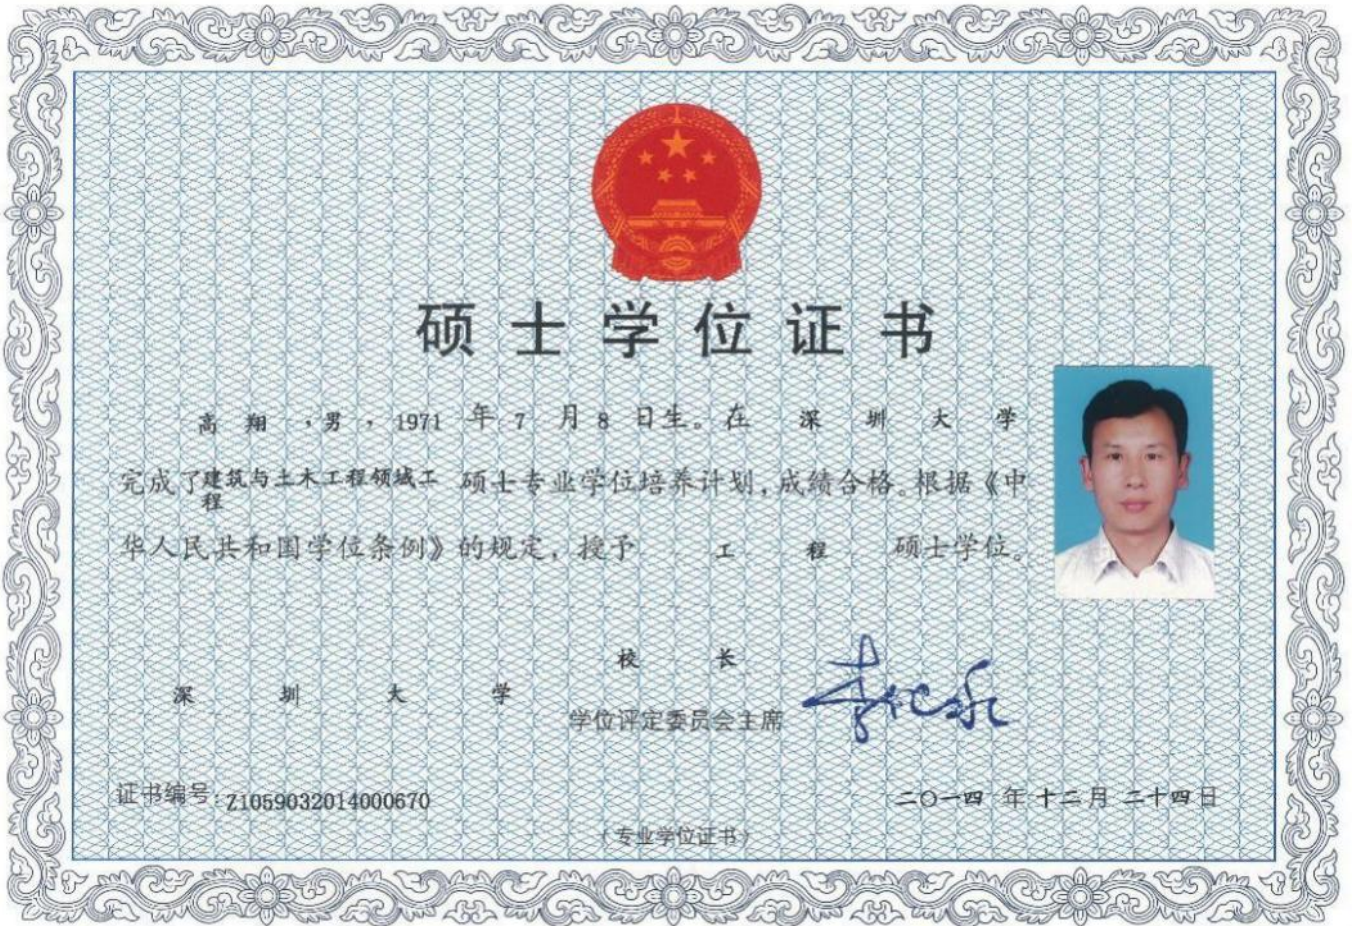 硕士学位证书
高翔,男,1971年7月8日生。在深圳大学
完成了建筑与土木工程领域工程硕士专业学位培养计划,成绩合格。根据《中
华人民共和国学位条例》的规定,授予工程硕士学位。
校长
深圳大学
学位评定委员会主席
证书编号:Z1059032014000670
二〇一四年十二月二十四日
(专业学位证书)